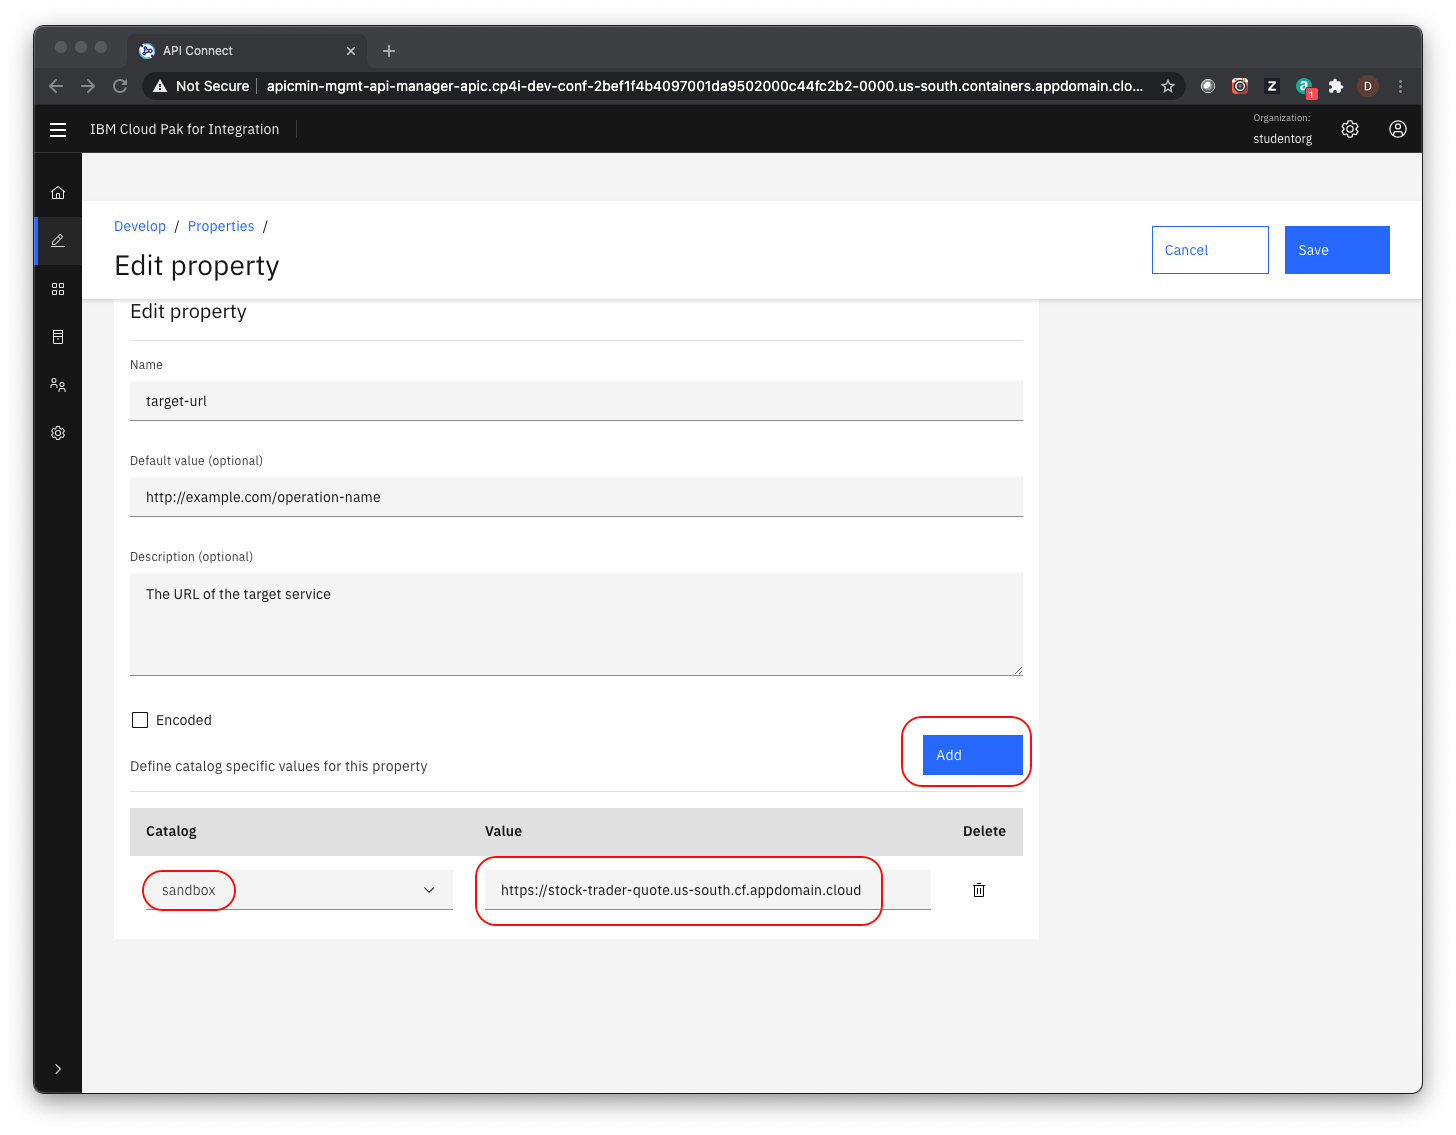 API Connect
Not Secure apicmin-mgmt-api-manager-apic.cp4i-dev-conf-2bef1f4b4097001da9502000c44fc2b2-0000.us-south.containers.appdomain.clo...
Z
a
1
D
IBM Cloud Pak for Integration
Organization:
studentorg
Develop / Properties /
Edit property
Cancel
Save
Edit property
Name
target-url
Default value (optional)
http://example.com/operation-name
Description (optional)
The URL of the target service
Encoded
Add
Define catalog specific values for this property
Catalog Value Delete
sandbox https://stock-trader-quote.us-south.cf.appdomain.cloud